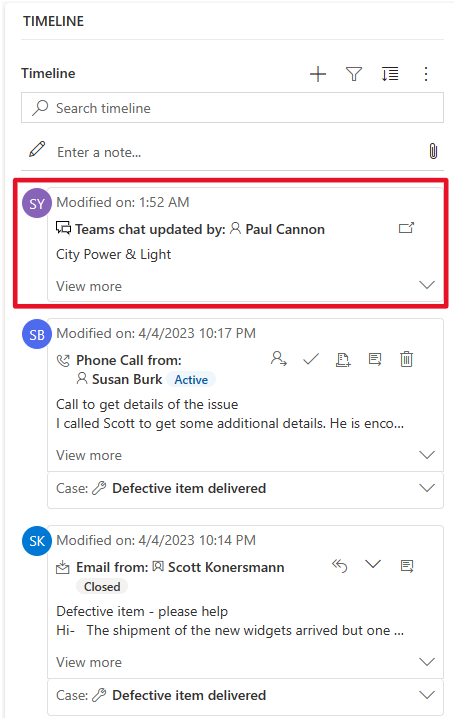 TIMELINE
Timeline
Search timeline
Enter a note...
SY
Modified on: 1:52 AM
Teams chat updated by: Paul Cannon
City Power & Light
View more
SB
Modified on: 4/4/2023 10:17 PM
Phone Call from:
Susan Burk Active
Call to get details of the issue
I called Scott to get some additional details. He is enco...
View more
Case: Defective item delivered
SK
Modified on: 4/4/2023 10:14 PM
Email from: Scott Konersmann
Closed
Defective item - please help
Hi- The shipment of the new widgets arrived but one ...
View more
Case: Defective item delivered